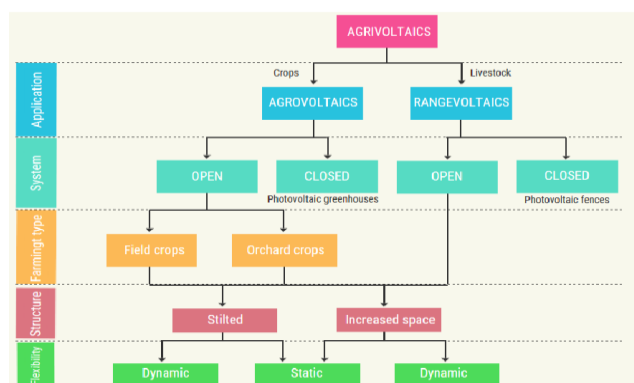 AGRIVOLTAICS
Crops
Livestock
Application
AGROVOLTAICS
RANGEVOLTAICS
System
OPEN
CLOSED
OPEN
CLOSED
Photovoltaic greenhouses
Photovoltaic fences
Farmingt type
Field crops
Orchard crops
Structure
Stilted
Increased space
Flexibility
Dynamic
Static
Dynamic